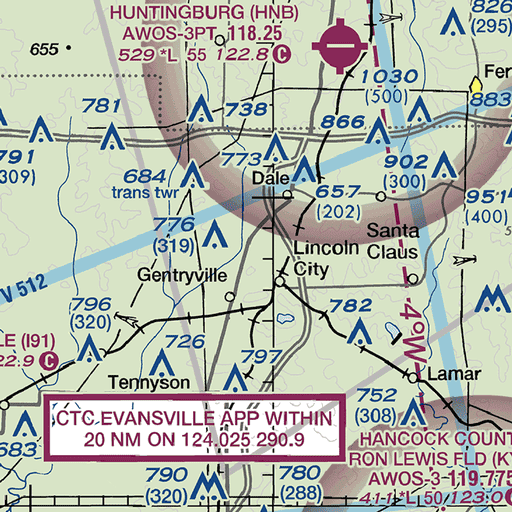 HUNTINGBURG (HNB)
AWOS-3PT 118.25
529 *L 55 122.8 C
655
826
(295)
1030
(500)
Fer
883
781
738
866
791
(309)
773
902
(300)
684
trans twr
Dale
657
(202)
951
(400)
776
(319)
Santa
Claus
Lincoln
City
V 512
Gentryville
796
(320)
782
4°W
LE (I91)
22.9 C
726
797
Lamar
Tennyson
752
(308)
CTC EVANSVILLE APP WITHIN
20 NM ON 124.025 290.9
683
HANCOCK COUNT
RON LEWIS FLD (KY
AWOS-3 119.775
411 *L 50 123.0
790
(320)
780
(288)